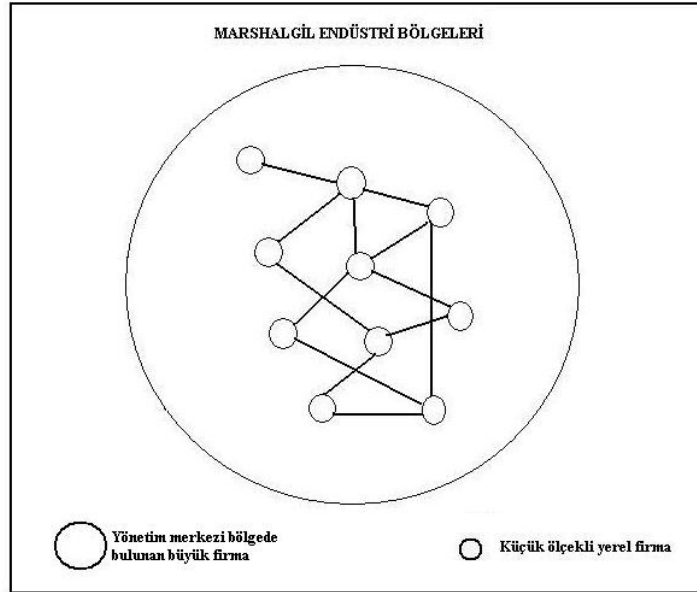 MARSHALGİL ENDÜSTRİ BÖLGELERİ
Yönetim merkezi bölgede
bulunan büyük firma
Küçük ölçekli yerel firma